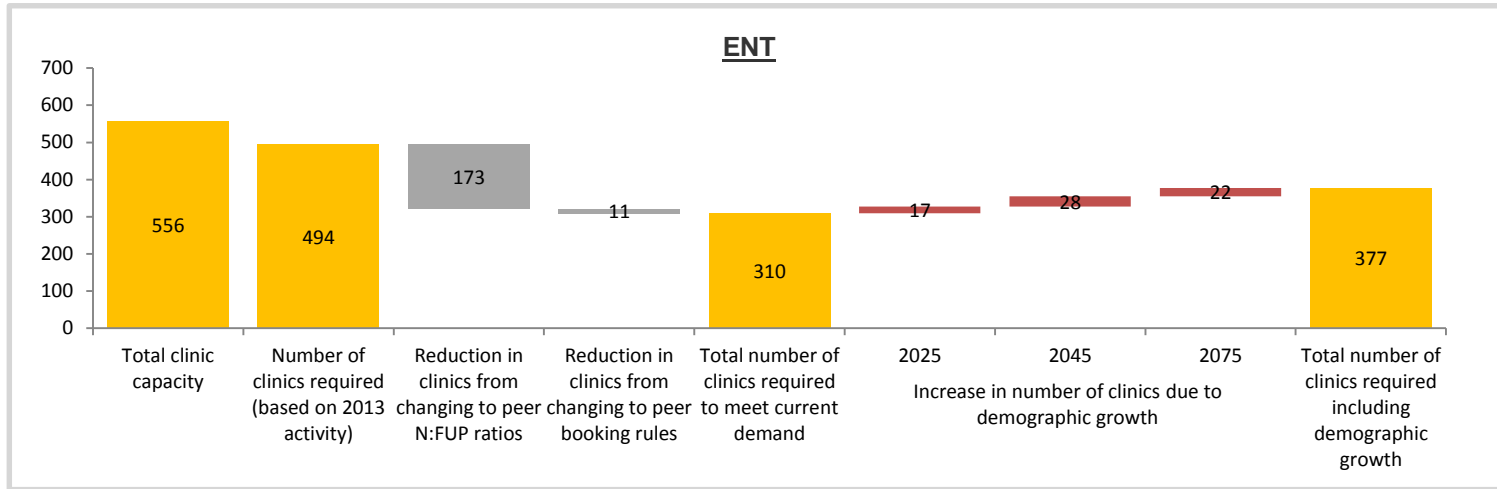 ENT
700
600
500
400
300
200
100
0
556
494
173
11
310
17
28
22
377
Total clinic
capacity
Number of
clinics required
(based on 2013
activity)
Reduction in
clinics from
changing to peer
N:FUP ratios
Reduction in
clinics from
changing to peer
booking rules
Total number of
clinics required
to meet current
demand
2025
2045
2075
Increase in number of clinics due to
demographic growth
Total number of
clinics required
including
demographic
growth